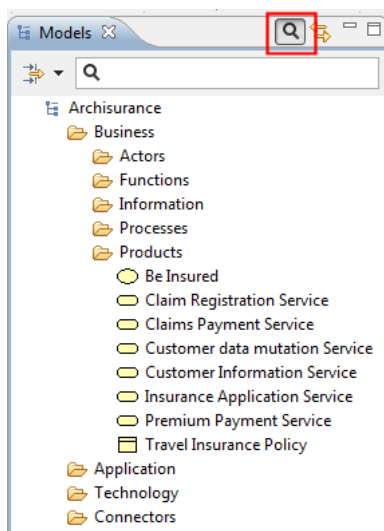 Models
Archisurance
Business
Actors
Functions
Information
Processes
Products
Be Insured
Claim Registration Service
Claims Payment Service
Customer data mutation Service
Customer Information Service
Insurance Application Service
Premium Payment Service
Travel Insurance Policy
Application
Technology
Connectors